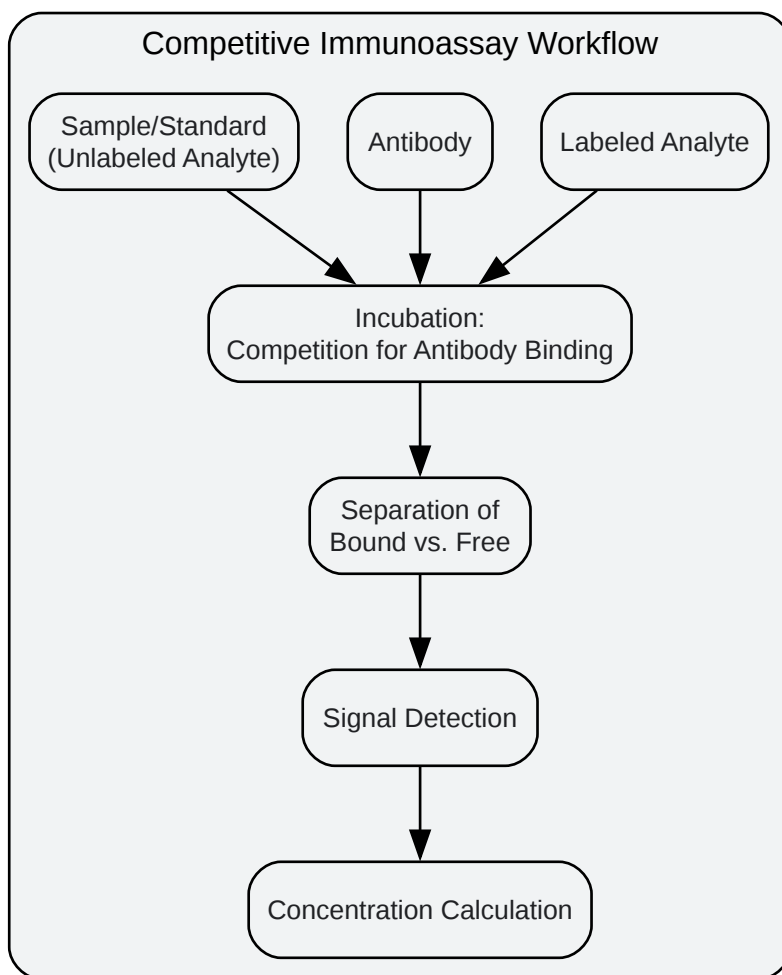 Competitive Immunoassay Workflow
Sample/Standard
(Unlabeled Analyte)
Antibody
Labeled Analyte
Incubation:
Competition for Antibody Binding
Separation of
Bound vs. Free
Signal Detection
Concentration Calculation